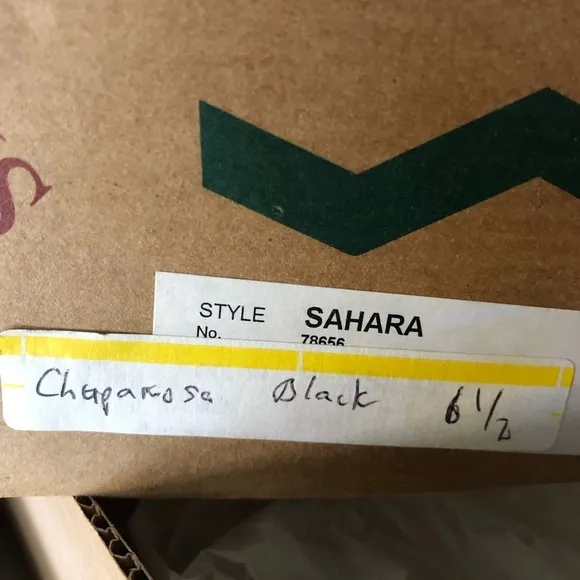 S
STYLE SAHARA
No. 78656
Chaparosa Black 6 1/2